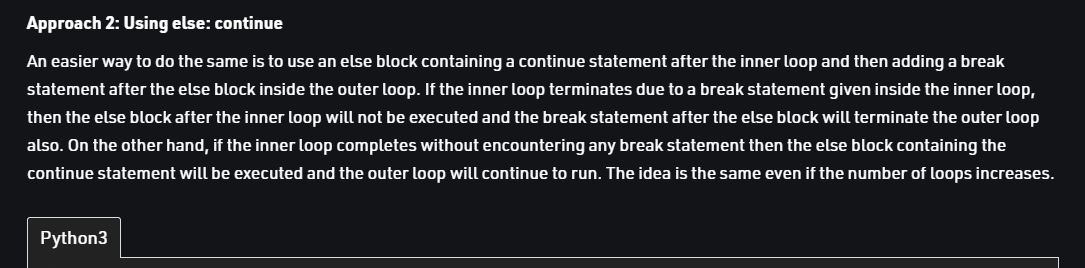 Approach 2: Using else: continue
An easier way to do the same is to use an else block containing a continue statement after the inner loop and then adding a break
statement after the else block inside the outer loop. If the inner loop terminates due to a break statement given inside the inner loop,
then the else block after the inner loop will not be executed and the break statement after the else block will terminate the outer loop
also. On the other hand, if the inner loop completes without encountering any break statement then the else block containing the
continue statement will be executed and the outer loop will continue to run. The idea is the same even if the number of loops increases.
Python3